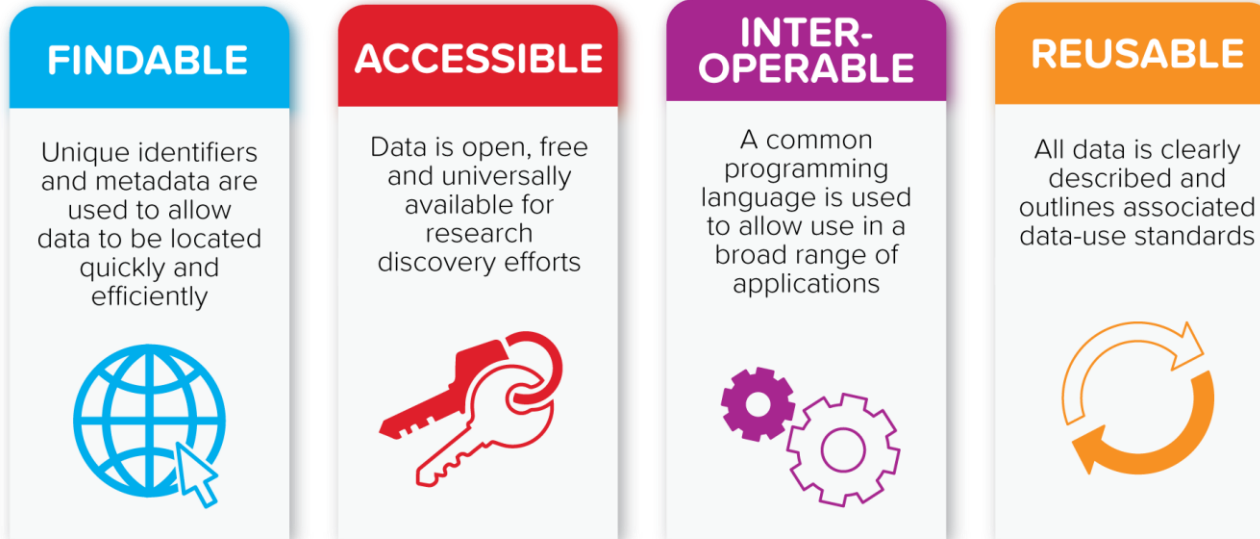 FINDABLE
Unique identifiers
and metadata are
used to allow
data to be located
quickly and
efficiently
ACCESSIBLE
Data is open, free
and universally
available for
research
discovery efforts
INTER-
OPERABLE
A common
programming
language is used
to allow use in a
broad range of
applications
REUSABLE
All data is clearly
described and
outlines associated
data-use standards